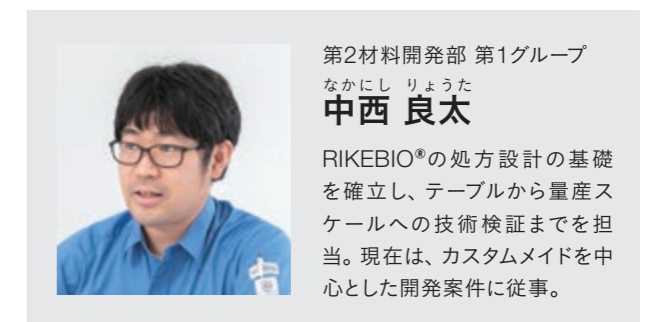 第2材料開発部 第1グループ
なかにし りょうた
中西 良太
RIKEBIO®の処方設計の基礎
を確立し、テーブルから量産ス
ケールへの技術検証までを担
当。現在は、カスタムメイドを中
心とした開発案件に従事。